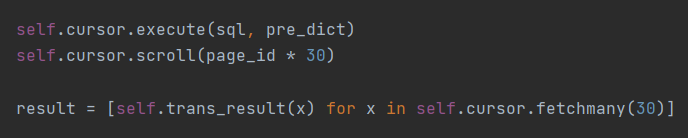 self.cursor.execute(sql, pre_dict)
self.cursor.scroll(page_id * 30)
result = [self.trans_result(x) for x in self.cursor.fetchmany(30)]